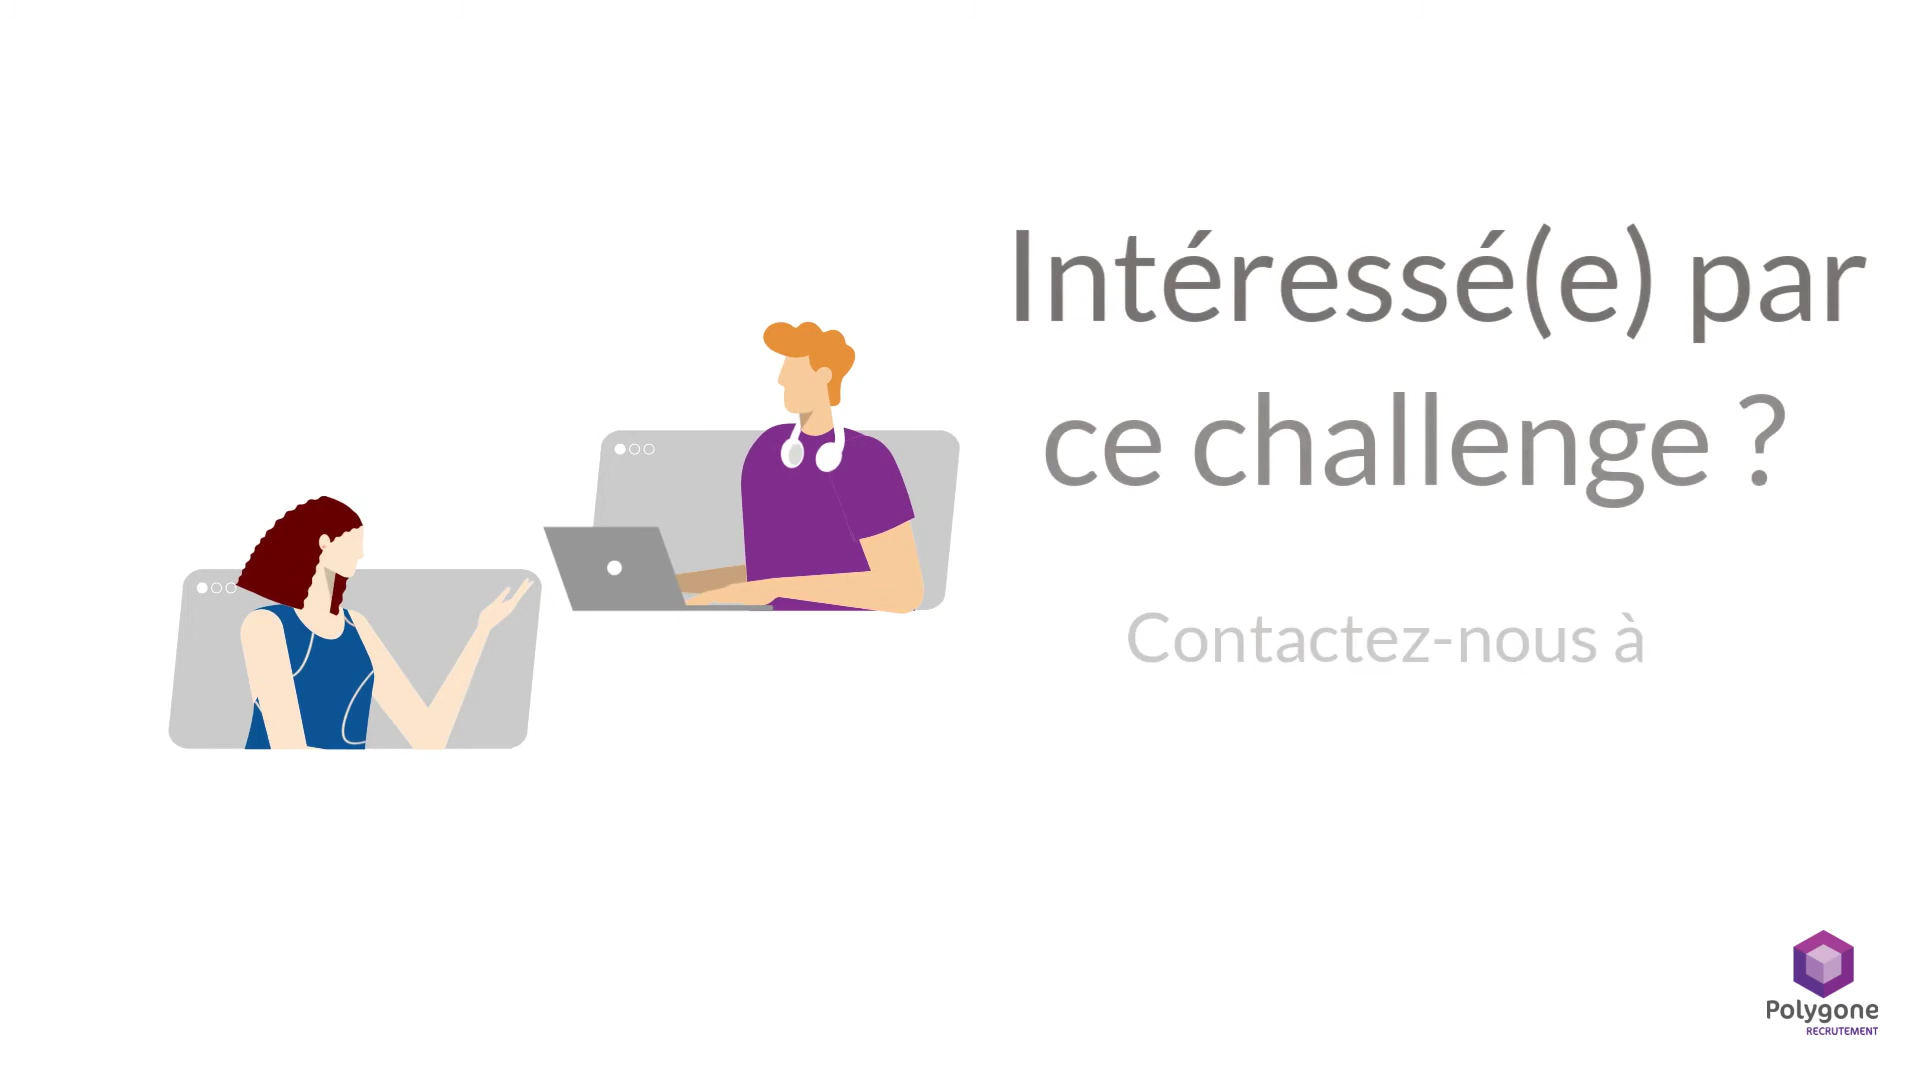 Intéressé(e) par
ce challenge ?
Contactez-nous à
Polygone
RECRUTEMENT